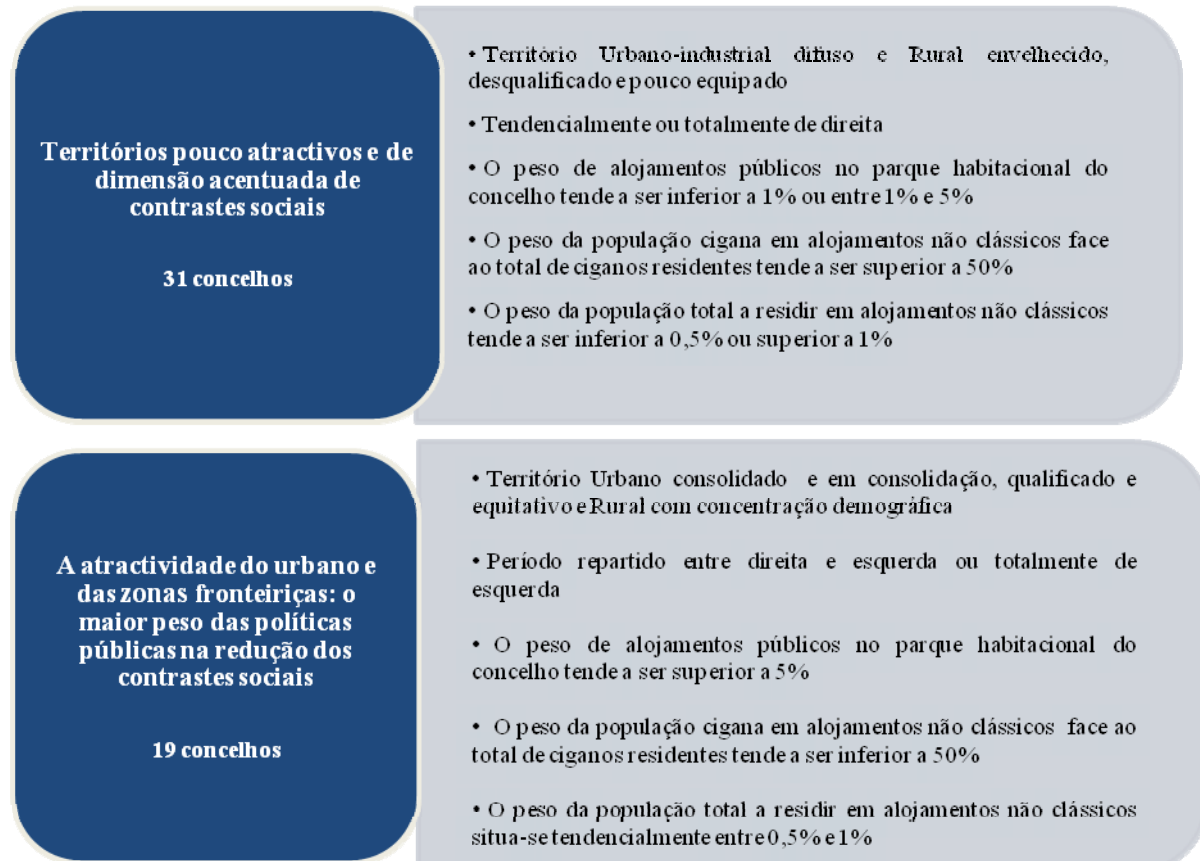 Territórios pouco atractivos e de
dimensão acentuada de
contrastes sociais
31 concelhos
• Território Urbano-industrial difuso e Rural envelhecido,
desqualificado e pouco equipado
• Tendencialmente ou totalmente de direita
• O peso de alojamentos públicos no parque habitacional do
concelho tende a ser inferior a 1% ou entre 1% e 5%
• O peso da população cigana em alojamentos não clássicos face
ao total de ciganos residentes tende a ser superior a 50%
• O peso da população total a residir em alojamentos não clássicos
tende a ser inferior a 0,5% ou superior a 1%
A atractividade do urbano e
das zonas fronteiriças: o
maior peso das políticas
públicas na redução dos
contrastes sociais
19 concelhos
• Território Urbano consolidado e em consolidação, qualificado e
equitativo e Rural com concentração demográfica
• Período repartido entre direita e esquerda ou totalmente de
esquerda
• O peso de alojamentos públicos no parque habitacional do
concelho tende a ser superior a 5%
• O peso da população cigana em alojamentos não clássicos face ao
total de ciganos residentes tende a ser inferior a 50%
• O peso da população total a residir em alojamentos não clássicos
situa-se tendencialmente entre 0,5% e 1%